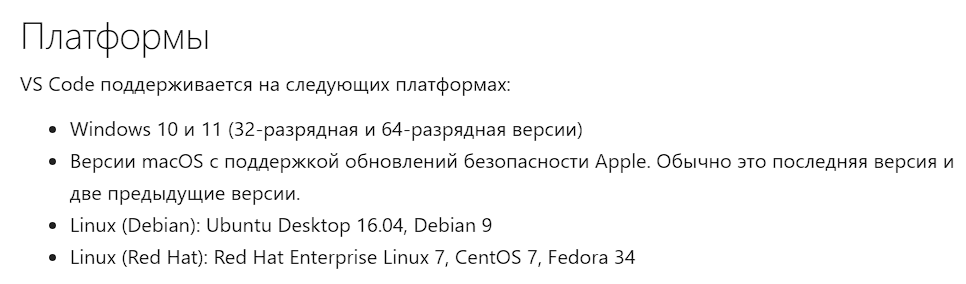 Платформы
VS Code поддерживается на следующих платформах:
• Windows 10 и 11 (32-разрядная и 64-разрядная версии)
• Версии macOS с поддержкой обновлений безопасности Apple. Обычно это последняя версия и
две предыдущие версии.
• Linux (Debian): Ubuntu Desktop 16.04, Debian 9
• Linux (Red Hat): Red Hat Enterprise Linux 7, CentOS 7, Fedora 34